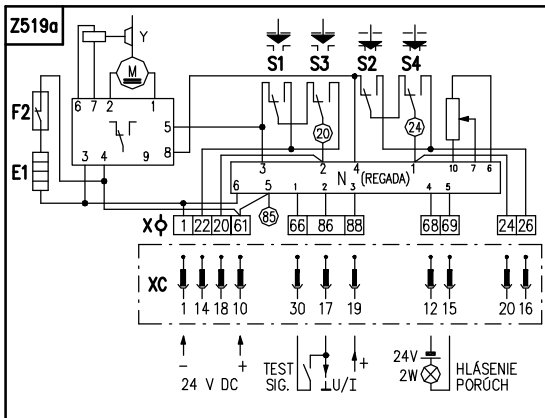 Z519a
Y
M
S1 S3 S2 S4
6 7 2 1
F2
5
8
3 4 9
E1
20
24
3 2 4 1 10 7 6
N (REGADA)
6 5 1 2 3 4 5
85
X 1 22 20 61 66 86 88 68 69 24 26
XC
1 14 18 10 30 17 19 12 15 20 16
− + TEST SIG. ⊥U/I + 24V 2W HLÁSENIE PORÚCH
24 V DC